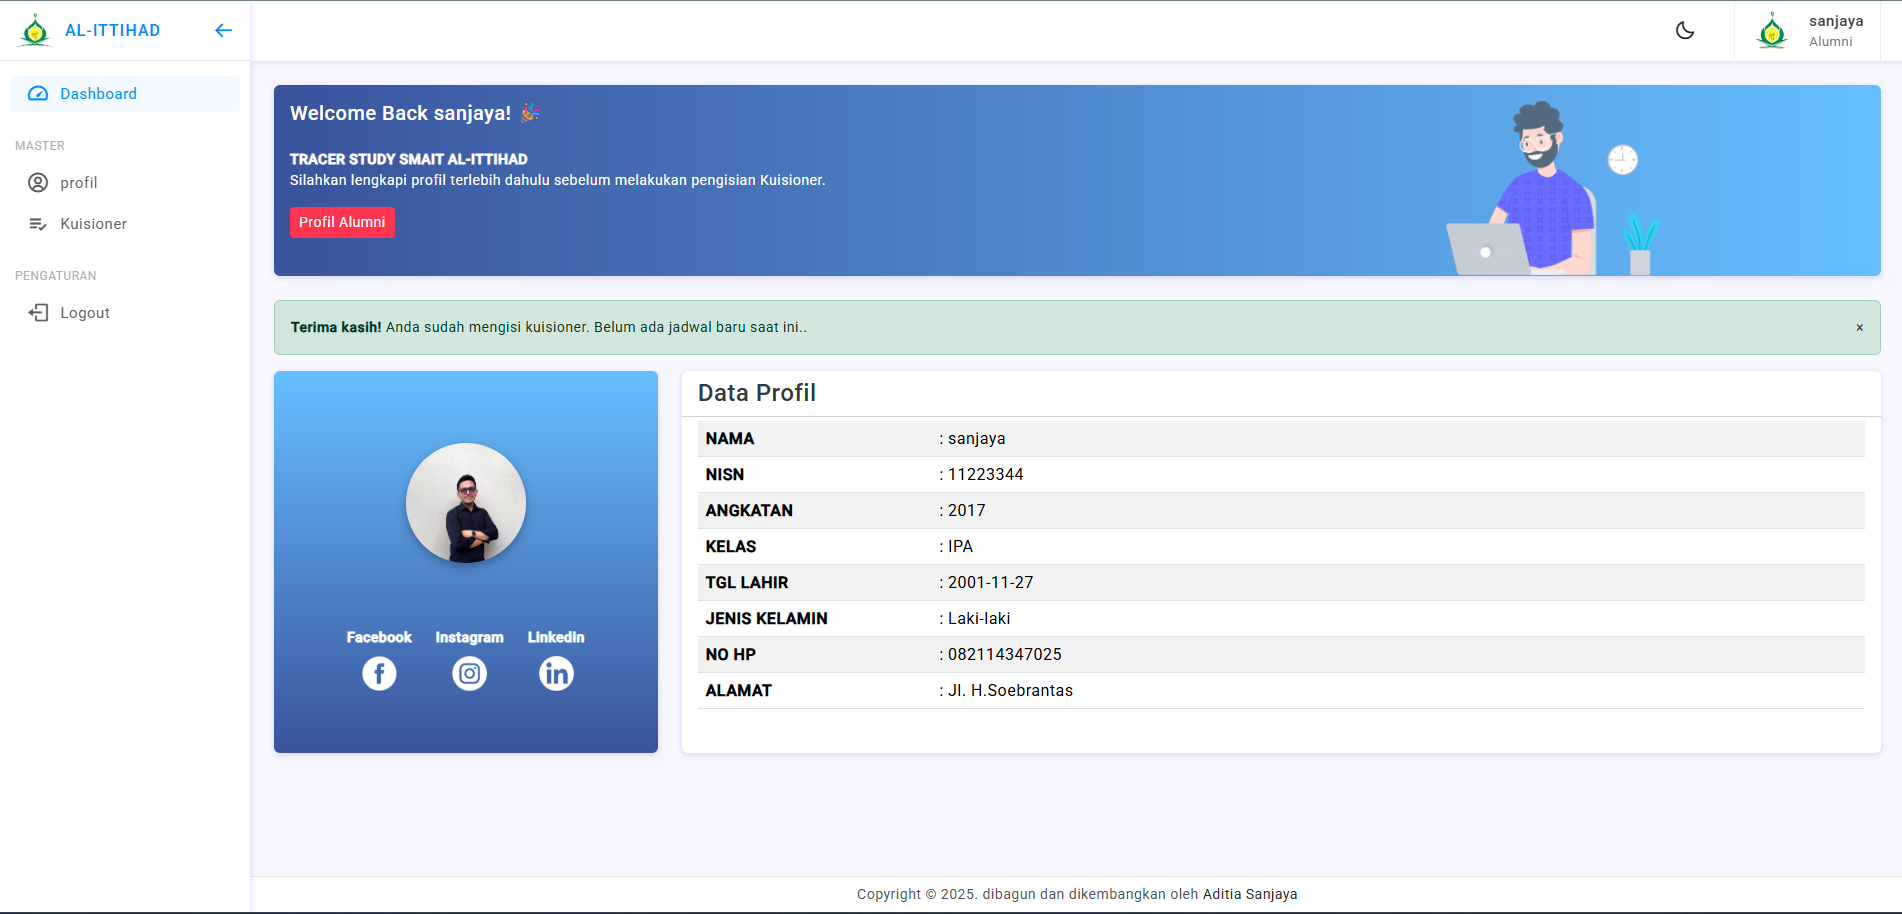 AL-ITTIHAD
sanjaya
Alumni
Dashboard
MASTER
profil
Kuisioner
PENGATURAN
Logout
Welcome Back sanjaya! 🎉
TRACER STUDY SMAIT AL-ITTIHAD
Silahkan lengkapi profil terlebih dahulu sebelum melakukan pengisian Kuisioner.
Profil Alumni
Terima kasih! Anda sudah mengisi kuisioner. Belum ada jadwal baru saat ini..
×
Facebook Instagram Linkedin
Data Profil
NAMA : sanjaya
NISN : 11223344
ANGKATAN : 2017
KELAS : IPA
TGL LAHIR : 2001-11-27
JENIS KELAMIN : Laki-laki
NO HP : 082114347025
ALAMAT : Jl. H.Soebrantas
Copyright © 2025. dibagun dan dikembangkan oleh Aditia Sanjaya